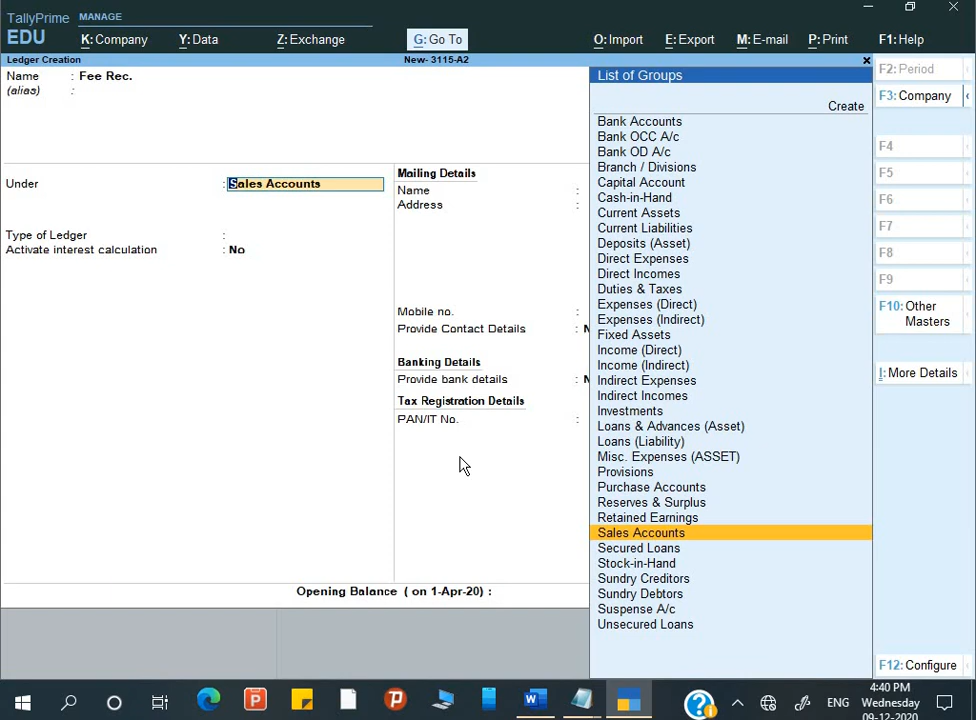 TallyPrime MANAGE
EDU
K: Company Y: Data Z: Exchange G: Go To O: Import E: Export M: E-mail P: Print F1: Help
Ledger Creation New- 3115-A2
Name : Fee Rec.
(alias) :
Under : Sales Accounts
Type of Ledger :
Activate interest calculation : No
Mailing Details
Name :
Address :
Mobile no. :
Provide Contact Details : N
Banking Details
Provide bank details : N
Tax Registration Details
PAN/IT No. :
Opening Balance ( on 1-Apr-20) :
List of Groups
Create
Bank Accounts
Bank OCC A/c
Bank OD A/c
Branch / Divisions
Capital Account
Cash-in-Hand
Current Assets
Current Liabilities
Deposits (Asset)
Direct Expenses
Direct Incomes
Duties & Taxes
Expenses (Direct)
Expenses (Indirect)
Fixed Assets
Income (Direct)
Income (Indirect)
Indirect Expenses
Indirect Incomes
Investments
Loans & Advances (Asset)
Loans (Liability)
Misc. Expenses (ASSET)
Provisions
Purchase Accounts
Reserves & Surplus
Retained Earnings
Sales Accounts
Secured Loans
Stock-in-Hand
Sundry Creditors
Sundry Debtors
Suspense A/c
Unsecured Loans
F2: Period
F3: Company
F4
F5
F6
F7
F8
F9
F10: Other
Masters
I: More Details
F12: Configure
ENG
4:40 PM
Wednesday
09-12-2020